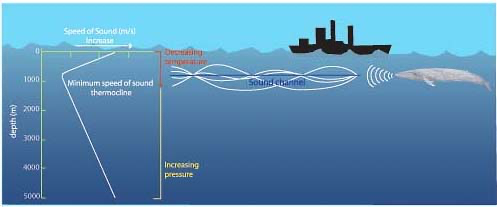 Speed of Sound (m/s)
Increase
Decreasing
temperature
0
1000
2000
3000
4000
5000
depth (m)
Minimum speed of sound
thermocline
Sound channel
Increasing
pressure